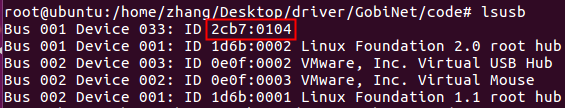 root@ubuntu:/home/zhang/Desktop/driver/GobiNet/code# lsusb
Bus 001 Device 033: ID 2cb7:0104
Bus 001 Device 001: ID 1d6b:0002 Linux Foundation 2.0 root hub
Bus 002 Device 003: ID 0e0f:0002 VMware, Inc. Virtual USB Hub
Bus 002 Device 002: ID 0e0f:0003 VMware, Inc. Virtual Mouse
Bus 002 Device 001: ID 1d6b:0001 Linux Foundation 1.1 root hub